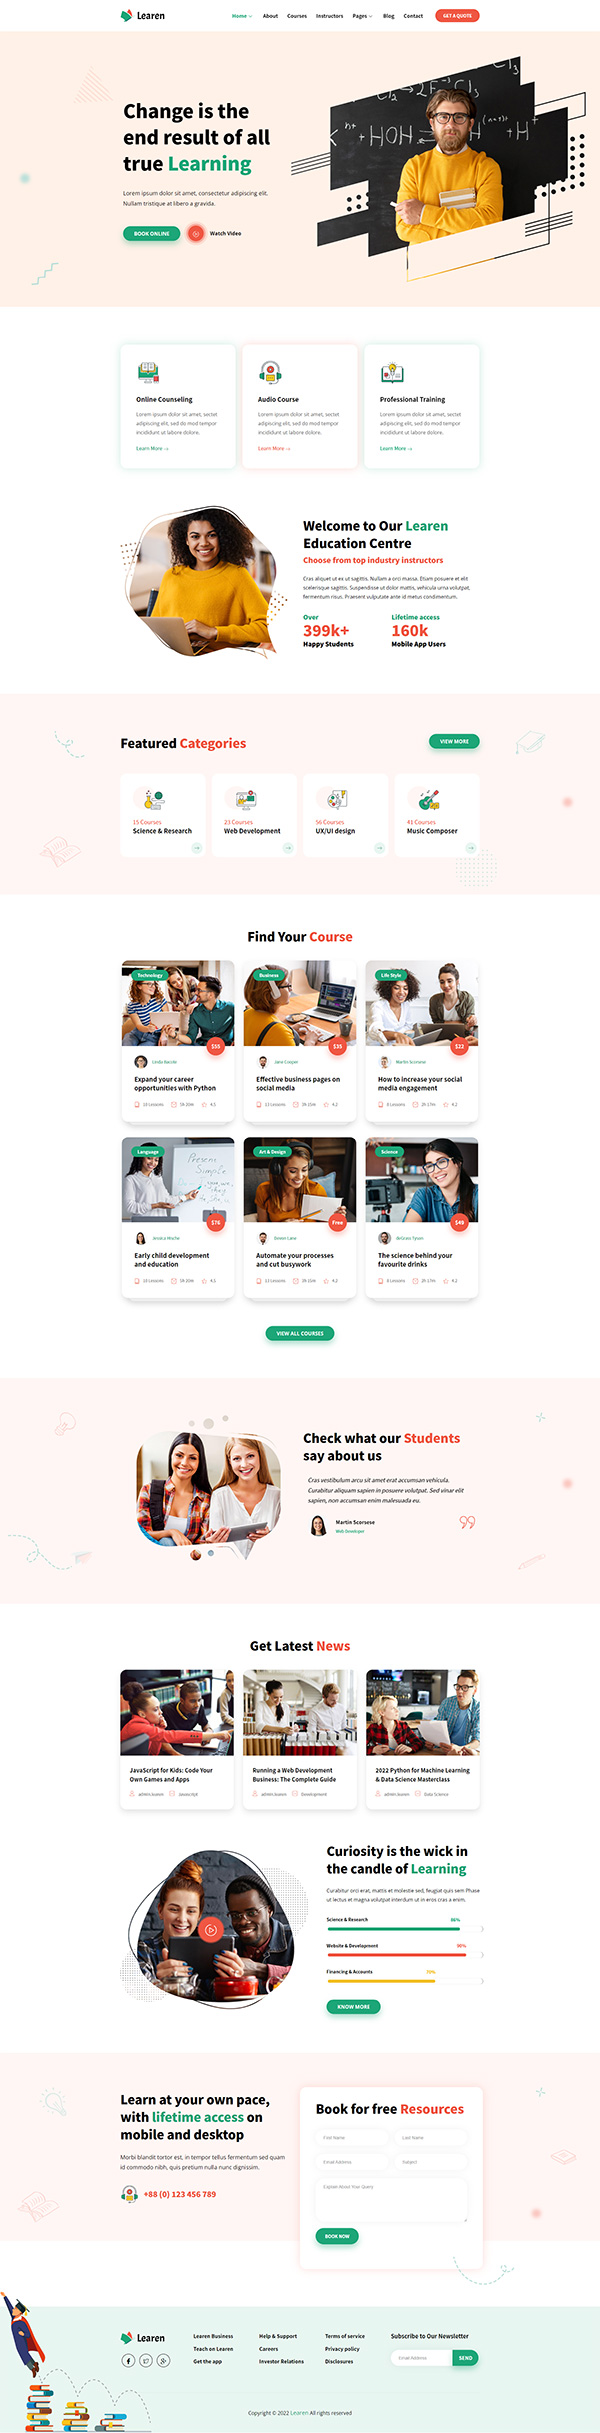 Learen
Home About Courses Instructors Pages Blog Contact GET A QUOTE
Change is the
end result of all
true Learning
Lorem ipsum dolor sit amet, consectetur adipiscing elit.
Nullam tristique at libero a gravida.
BOOK ONLINE Watch Video
Online Counseling
Lorem ipsum dolor sit amet, sectet
adipiscing elit, sed do mod tempor
incididunt ut labore dolore.
Learn More
Audio Course
Lorem ipsum dolor sit amet, sectet
adipiscing elit, sed do mod tempor
incididunt ut labore dolore.
Learn More
Professional Training
Lorem ipsum dolor sit amet, sectet
adipiscing elit, sed do mod tempor
incididunt ut labore dolore.
Learn More
Welcome to Our Learen
Education Centre
Choose from top industry instructors
Cras aliquet ut ex ut sagittis. Nullam a orci massa. Etiam posuere et elit
scelerisque sagittis. Suspendisse ut dolor mattis, vehicula urna volutpat,
fermentum risus. Praesent vulputate ante id metus condimentum.
Over
399k+
Happy Students
Lifetime access
160k
Mobile App Users
Featured Categories
VIEW MORE
15 Courses
Science & Research
23 Courses
Web Development
56 Courses
UX/UI design
41 Courses
Music Composer
Find Your Course
Technology
$55
Linda Racote
Expand your career
opportunities with Python
10 Lessons 5h 20m 4.5
Business
$35
Jane Cooper
Effective business pages on
social media
13 Lessons 3h 15m 4.2
Life Style
$22
Martin Scorsese
How to increase your social
media engagement
8 Lessons 2h 17m 4.2
Language
Present
Simple
$76
Jessica Mischu
Early child development
and education
10 Lessons 5h 20m 4.5
Art & Design
Free
Devon Lane
Automate your processes
and cut busywork
13 Lessons 3h 15m 4.2
Science
$49
deGrass Tyson
The science behind your
favourite drinks
8 Lessons 2h 17m 4.2
VIEW ALL COURSES
Check what our Students
say about us
Cras vestibulum arcu sit amet erat accumsan vehicula.
Curabitur aliquam sapien in posuere volutpat. Sed vinar elit
sapien, non accumsan enim malesuada eu.
Martin Scorsese
Web Developer
Get Latest News
JavaScript for Kids: Code Your
Own Games and Apps
admin.learen Javascript
Running a Web Development
Business: The Complete Guide
admin.learen Development
2022 Python for Machine Learning
& Data Science Masterclass
admin.learen Data Science
Curiosity is the wick in
the candle of Learning
Curabitur orci erat, mattis et molestie sed, feugiat quis sem Phase
ut lectus et magna volutpat interdum ut in eros cras a enim.
Science & Research 86%
Website & Development 90%
Financing & Accounts 70%
KNOW MORE
Learn at your own pace,
with lifetime access on
mobile and desktop
Morbi blandit tortor est, in tempor tellus fermentum sed quam
id commodo nibh, quis pretium nulla nunc dignissim.
+88 (0) 123 456 789
Book for free Resources
First Name Last Name
Email Address Subject
Explain About Your Query
BOOK NOW
Learen
Learen Business
Teach on Learen
Get the app
Help & Support
Careers
Investor Relations
Terms of service
Privacy policy
Disclosures
Subscribe to Our Newsletter
Email Address SEND
Copyright © 2022 Learen All rights reserved